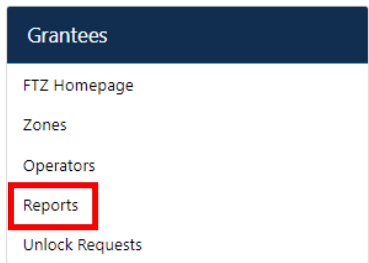 Grantees
FTZ Homepage
Zones
Operators
Reports
Unlock Requests